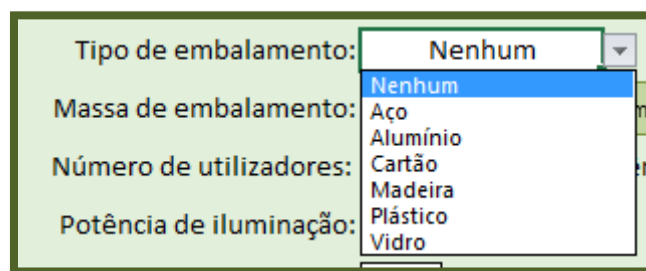 Tipo de embalamento: Nenhum
Nenhum
Massa de embalamento:
Aço
Alumínio
Número de utilizadores:
Cartão
Madeira
Potência de iluminação:
Plástico
Vidro